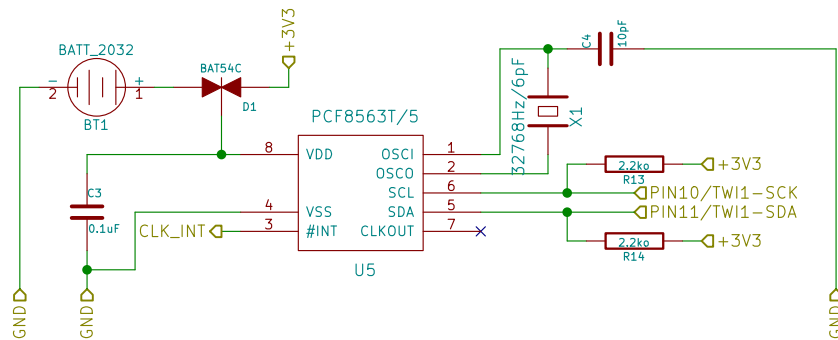 BATT_2032
-
+
2
1
BT1
BAT54C
D1
+3V3
PCF8563T/5
8
VDD
4
VSS
3
#INT
OSCI
1
OSCO
2
SCL
6
SDA
5
CLKOUT
7
U5
C3
0.1uF
CLK_INT
GND
GND
32768Hz/6pF
X1
C4
10pF
2.2ko
R13
+3V3
PIN10/TWI1-SCK
PIN11/TWI1-SDA
2.2ko
R14
+3V3
GND